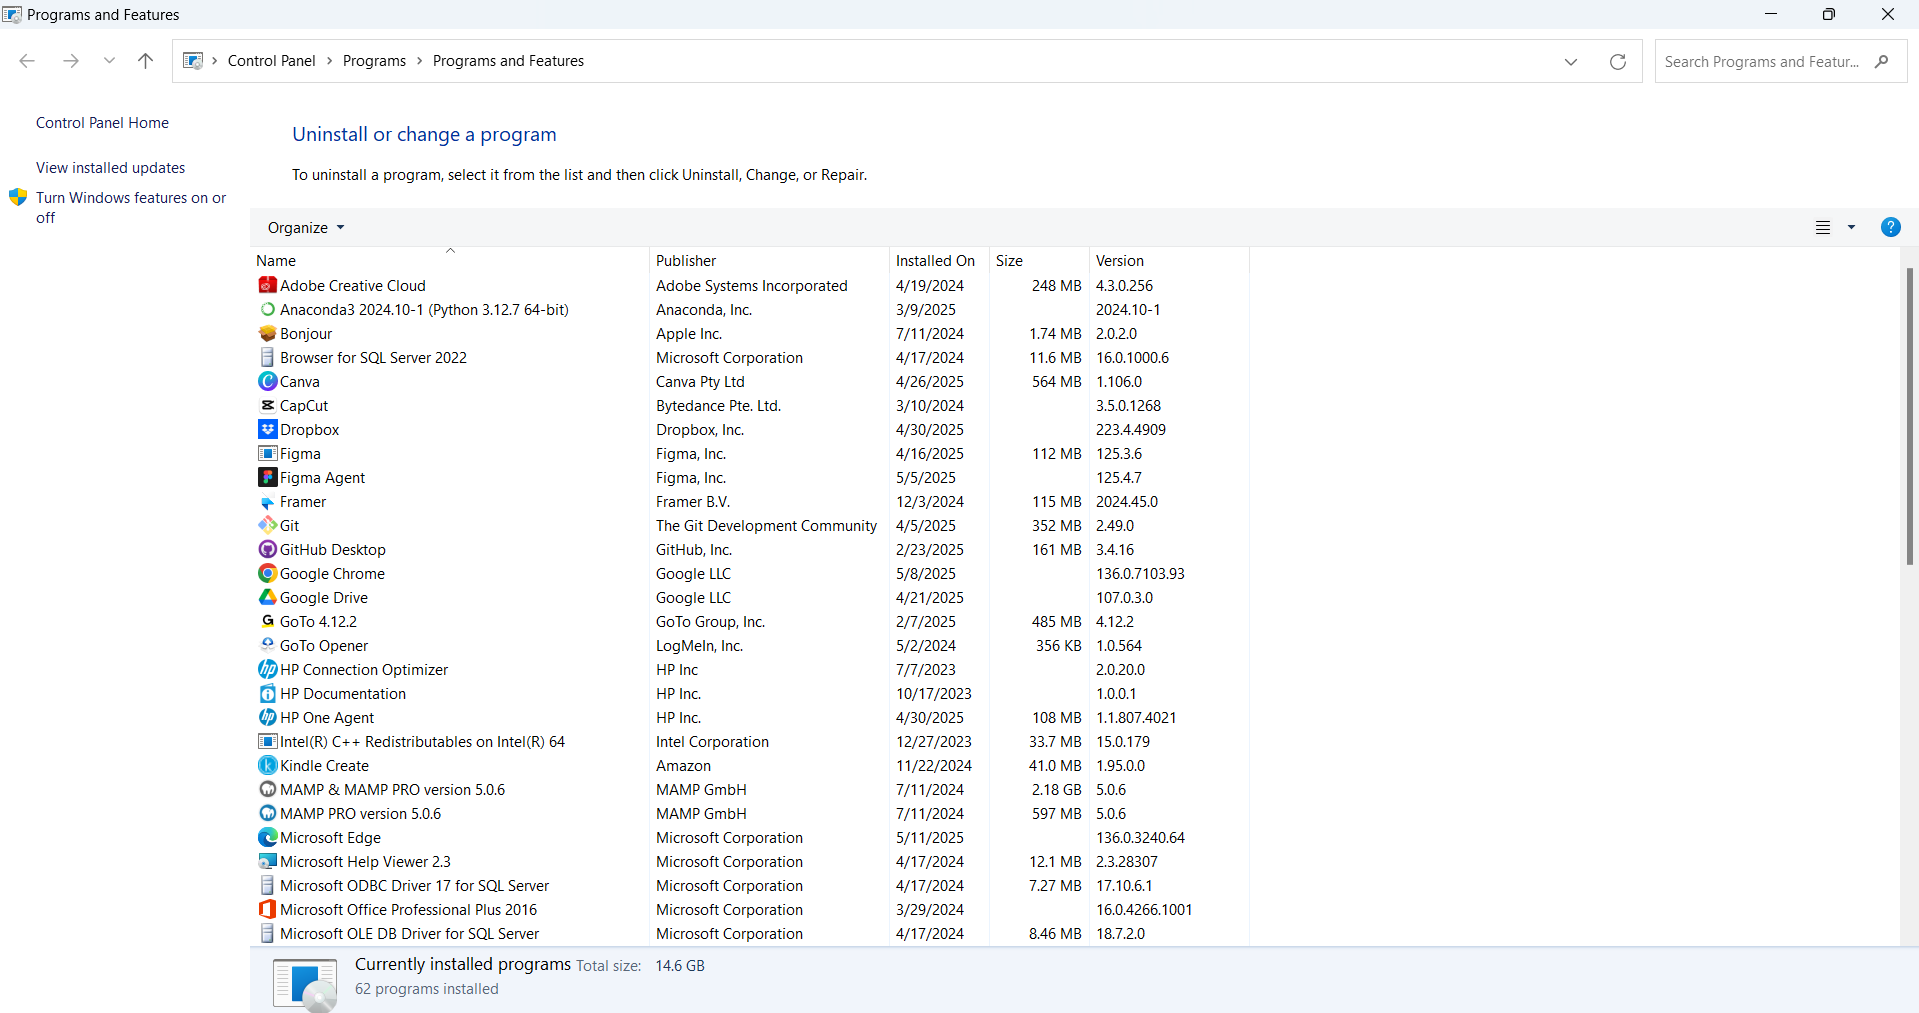 Programs and Features
Control Panel > Programs > Programs and Features
Search Programs and Featur...
Control Panel Home
View installed updates
Turn Windows features on or
off
Uninstall or change a program
To uninstall a program, select it from the list and then click Uninstall, Change, or Repair.
Organize
Name Publisher Installed On Size Version
Adobe Creative Cloud Adobe Systems Incorporated 4/19/2024 248 MB 4.3.0.256
Anaconda3 2024.10-1 (Python 3.12.7 64-bit) Anaconda, Inc. 3/9/2025 2024.10-1
Bonjour Apple Inc. 7/11/2024 1.74 MB 2.0.2.0
Browser for SQL Server 2022 Microsoft Corporation 4/17/2024 11.6 MB 16.0.1000.6
Canva Canva Pty Ltd 4/26/2025 564 MB 1.106.0
CapCut Bytedance Pte. Ltd. 3/10/2024 3.5.0.1268
Dropbox Dropbox, Inc. 4/30/2025 223.4.4909
Figma Figma, Inc. 4/16/2025 112 MB 125.3.6
Figma Agent Figma, Inc. 5/5/2025 125.4.7
Framer Framer B.V. 12/3/2024 115 MB 2024.45.0
Git The Git Development Community 4/5/2025 352 MB 2.49.0
GitHub Desktop GitHub, Inc. 2/23/2025 161 MB 3.4.16
Google Chrome Google LLC 5/8/2025 136.0.7103.93
Google Drive Google LLC 4/21/2025 107.0.3.0
GoTo 4.12.2 GoTo Group, Inc. 2/7/2025 485 MB 4.12.2
GoTo Opener LogMeIn, Inc. 5/2/2024 356 KB 1.0.564
HP Connection Optimizer HP Inc 7/7/2023 2.0.20.0
HP Documentation HP Inc. 10/17/2023 1.0.0.1
HP One Agent HP Inc. 4/30/2025 108 MB 1.1.807.4021
Intel(R) C++ Redistributables on Intel(R) 64 Intel Corporation 12/27/2023 33.7 MB 15.0.179
Kindle Create Amazon 11/22/2024 41.0 MB 1.95.0.0
MAMP & MAMP PRO version 5.0.6 MAMP GmbH 7/11/2024 2.18 GB 5.0.6
MAMP PRO version 5.0.6 MAMP GmbH 7/11/2024 597 MB 5.0.6
Microsoft Edge Microsoft Corporation 5/11/2025 136.0.3240.64
Microsoft Help Viewer 2.3 Microsoft Corporation 4/17/2024 12.1 MB 2.3.28307
Microsoft ODBC Driver 17 for SQL Server Microsoft Corporation 4/17/2024 7.27 MB 17.10.6.1
Microsoft Office Professional Plus 2016 Microsoft Corporation 3/29/2024 16.0.4266.1001
Microsoft OLE DB Driver for SQL Server Microsoft Corporation 4/17/2024 8.46 MB 18.7.2.0
Currently installed programs Total size: 14.6 GB
62 programs installed